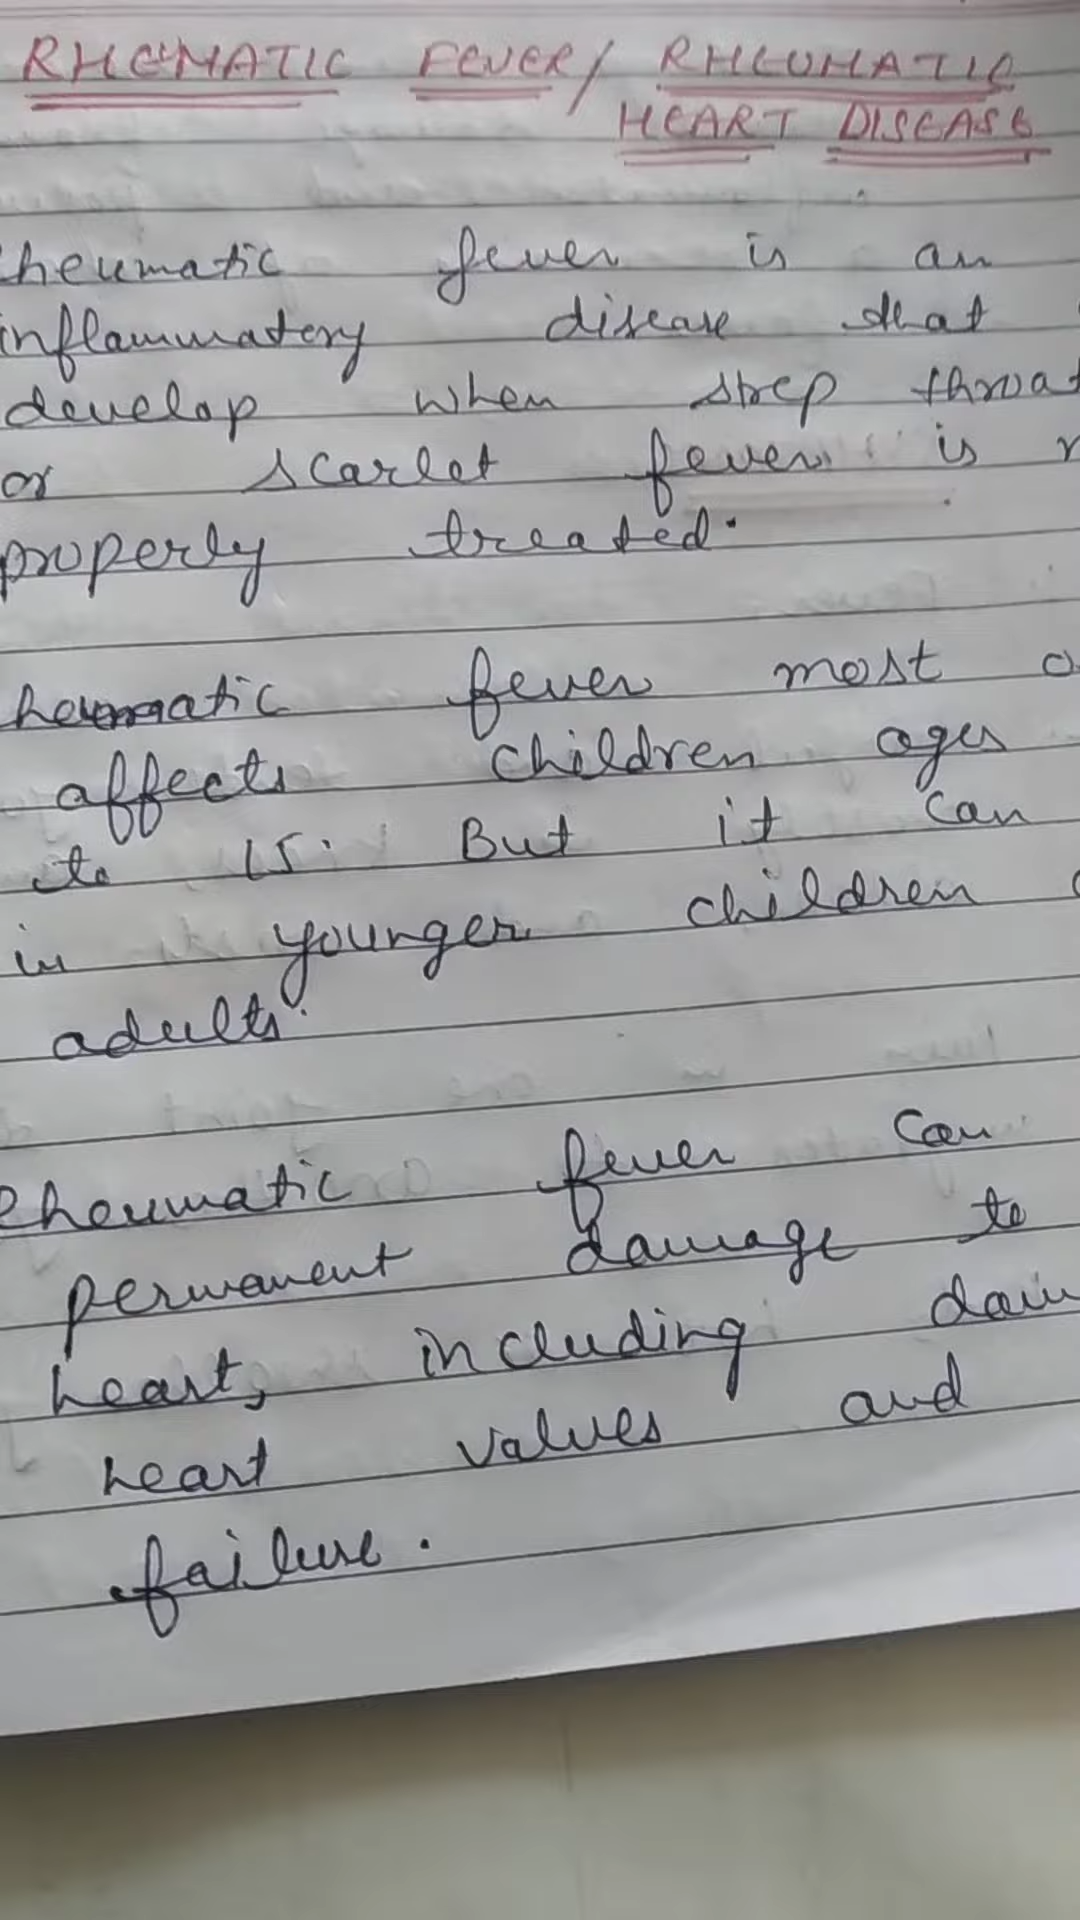 RHEMATIC FEVER/ RHEUMATIC
HEART DISEASE
heumatic fever is an
inflammatory disease that
develop when strep throat
or scarlet fever is
properly treated.
hematic fever most
affects children ages
to 15. But it can
in younger children
adults.
Rheumatic fever can
permanent damage to
heart, including dam
heart values and
failure.